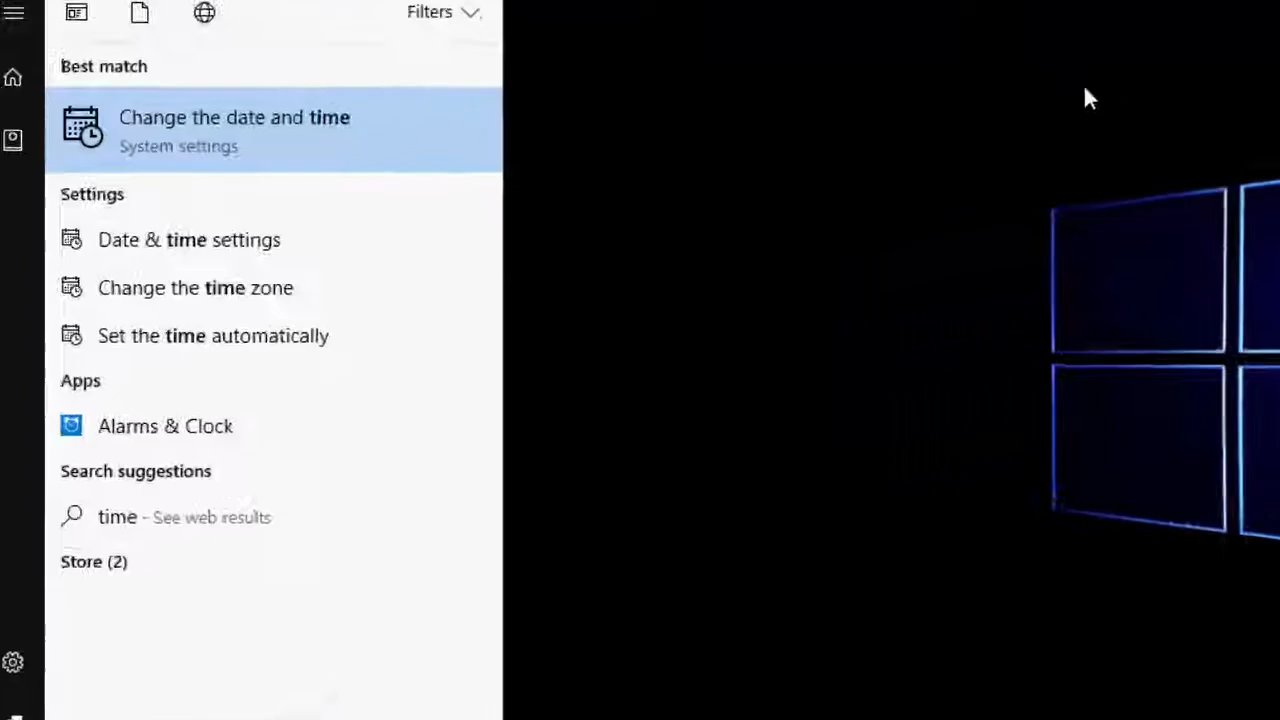 Filters
Best match
Change the date and time
System settings
Settings
Date & time settings
Change the time zone
Set the time automatically
Apps
Alarms & Clock
Search suggestions
time - See web results
Store (2)